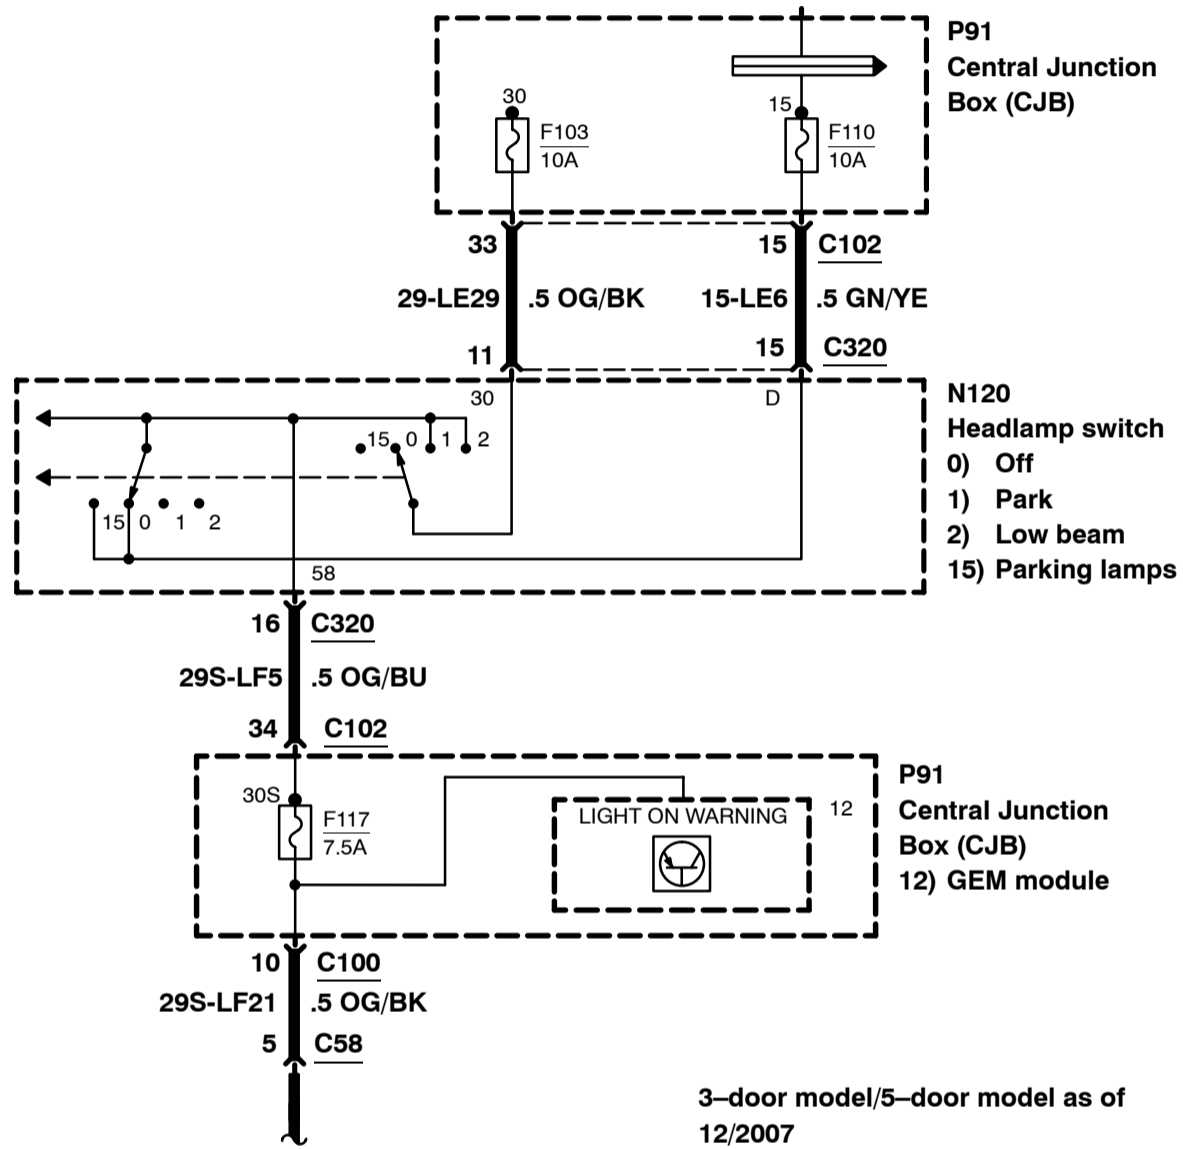 P91
Central Junction
Box (CJB)
30
F103
10A
15
F110
10A
33
15 C102
29-LE29 .5 OG/BK
15-LE6 .5 GN/YE
11
15 C320
30
D
N120
Headlamp switch
0) Off
1) Park
2) Low beam
15) Parking lamps
15 0 1 2
15 0 1 2
58
16 C320
29S-LF5 .5 OG/BU
34 C102
30S
F117
7.5A
LIGHT ON WARNING
12
P91
Central Junction
Box (CJB)
12) GEM module
10 C100
29S-LF21 .5 OG/BK
5 C58
3–door model/5–door model as of
12/2007